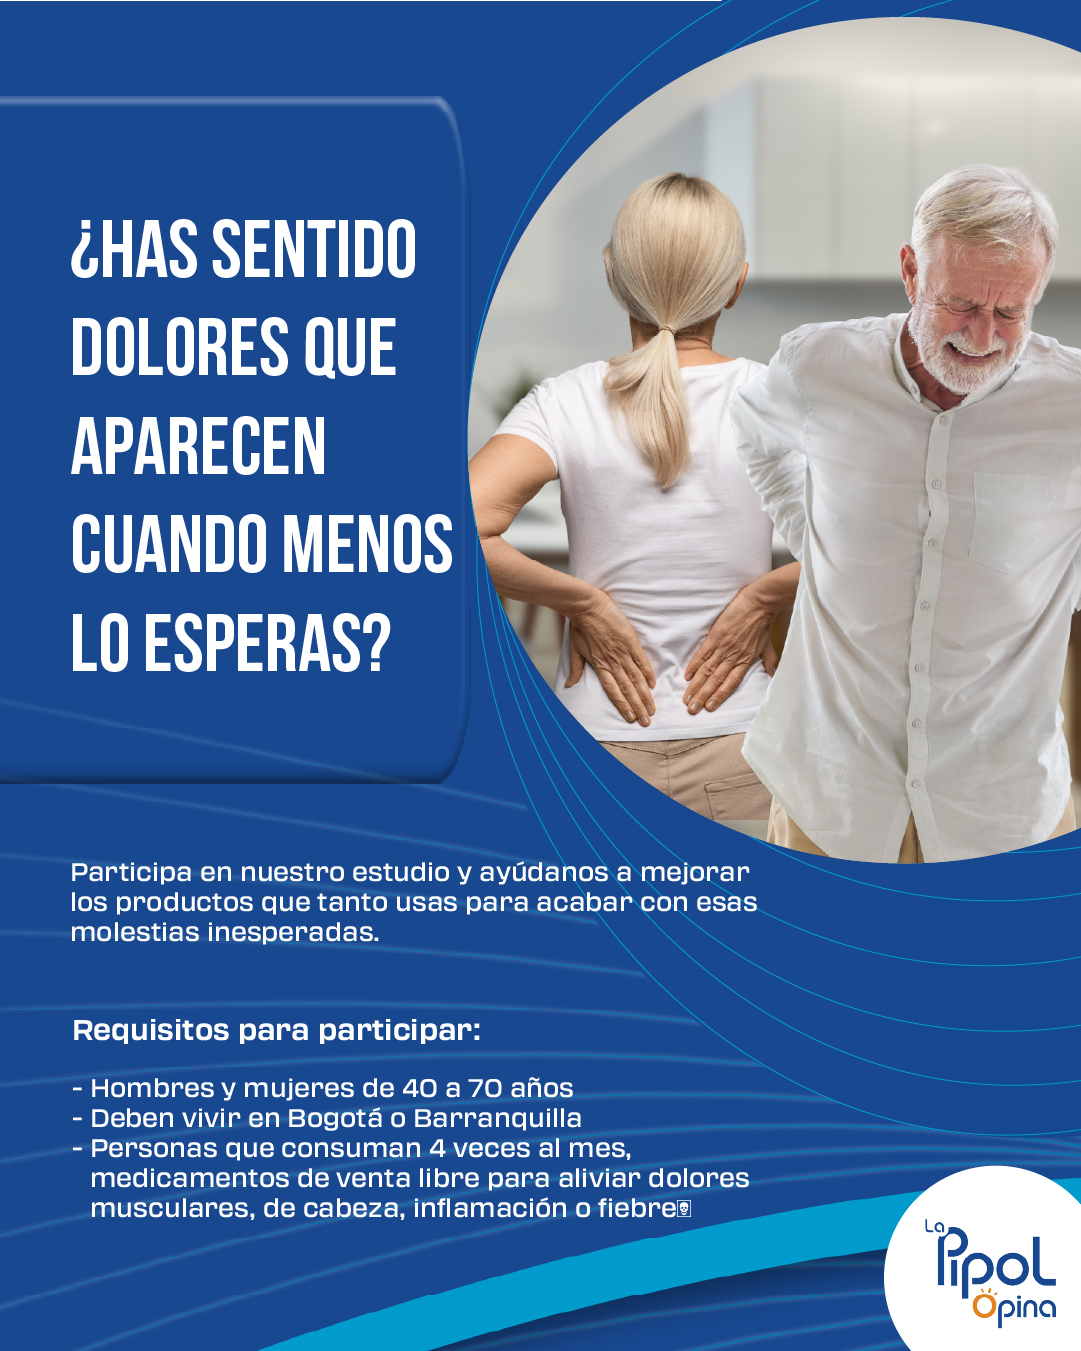 ¿HAS SENTIDO
DOLORES QUE
APARECEN
CUANDO MENOS
LO ESPERAS?
Participa en nuestro estudio y ayúdanos a mejorar
los productos que tanto usas para acabar con esas
molestias inesperadas.
Requisitos para participar:
- Hombres y mujeres de 40 a 70 años
- Deben vivir en Bogotá o Barranquilla
- Personas que consuman 4 veces al mes,
medicamentos de venta libre para aliviar dolores
musculares, de cabeza, inflamación o fiebre
La
Pipol
Opina